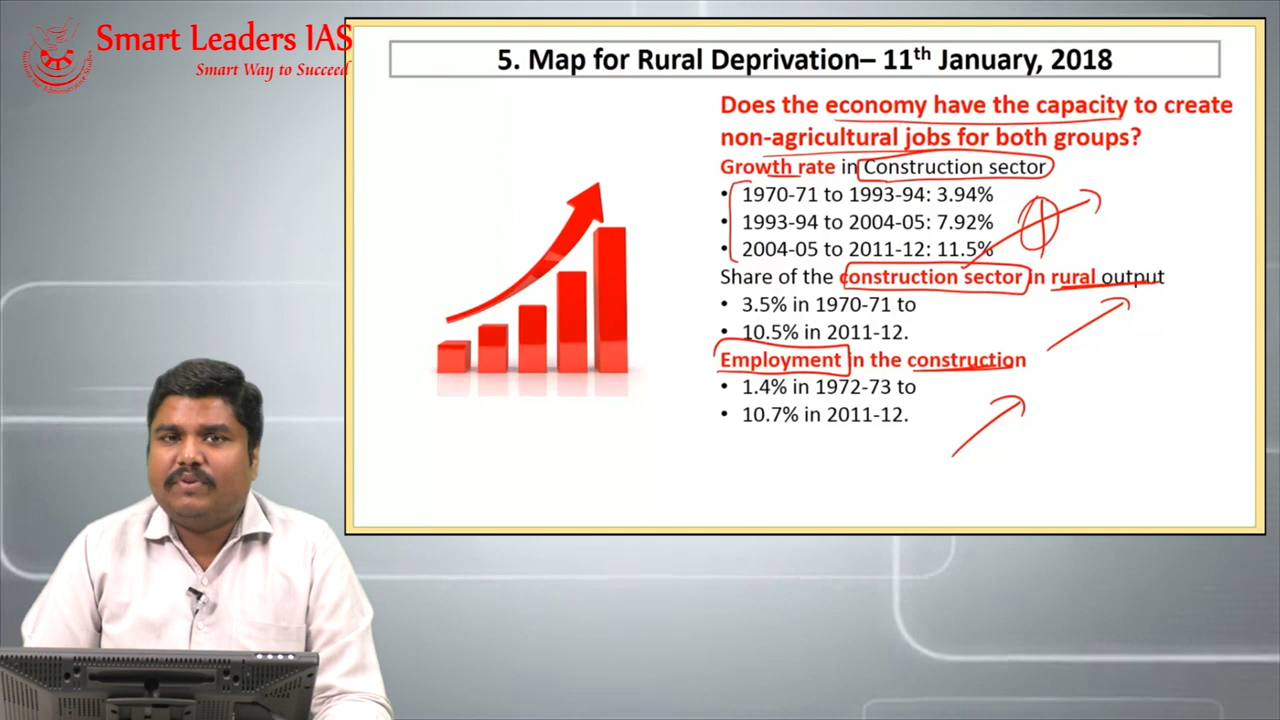 Smart Leaders IAS
Smart Way to Succeed
5. Map for Rural Deprivation– 11th January, 2018
Does the economy have the capacity to create
non-agricultural jobs for both groups?
Growth rate in Construction sector
• 1970-71 to 1993-94: 3.94%
• 1993-94 to 2004-05: 7.92%
• 2004-05 to 2011-12: 11.5%
Share of the construction sector in rural output
• 3.5% in 1970-71 to
• 10.5% in 2011-12.
Employment in the construction
• 1.4% in 1972-73 to
• 10.7% in 2011-12.